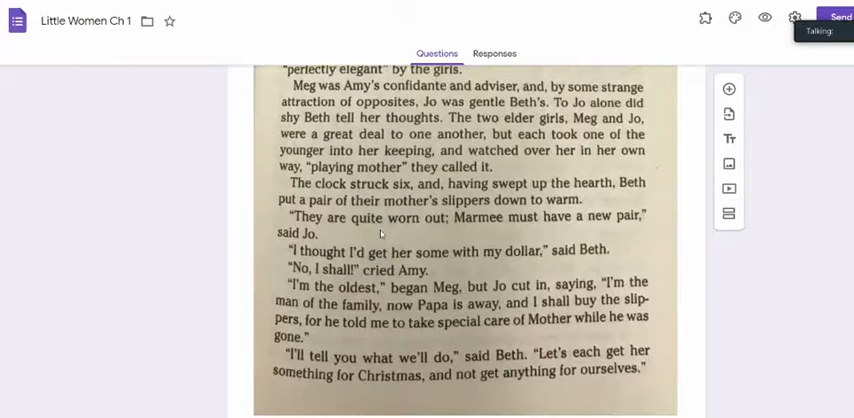 Little Women Ch 1
Send
Talking:
Questions Responses
"perfectly elegant" by the girls.
Meg was Amy's confidante and adviser, and, by some strange
attraction of opposites, Jo was gentle Beth's. To Jo alone did
shy Beth tell her thoughts. The two elder girls, Meg and Jo,
were a great deal to one another, but each took one of the
younger into her keeping, and watched over her in her own
way, "playing mother" they called it.
The clock struck six, and, having swept up the hearth, Beth
put a pair of their mother's slippers down to warm.
"They are quite worn out; Marmee must have a new pair,"
said Jo.
"I thought I'd get her some with my dollar," said Beth.
"No, I shall!" cried Amy.
"I'm the oldest," began Meg, but Jo cut in, saying, "I'm the
man of the family, now Papa is away, and I shall buy the slip-
pers, for he told me to take special care of Mother while he was
gone."
"I'll tell you what we'll do," said Beth. "Let's each get her
something for Christmas, and not get anything for ourselves."
Tт